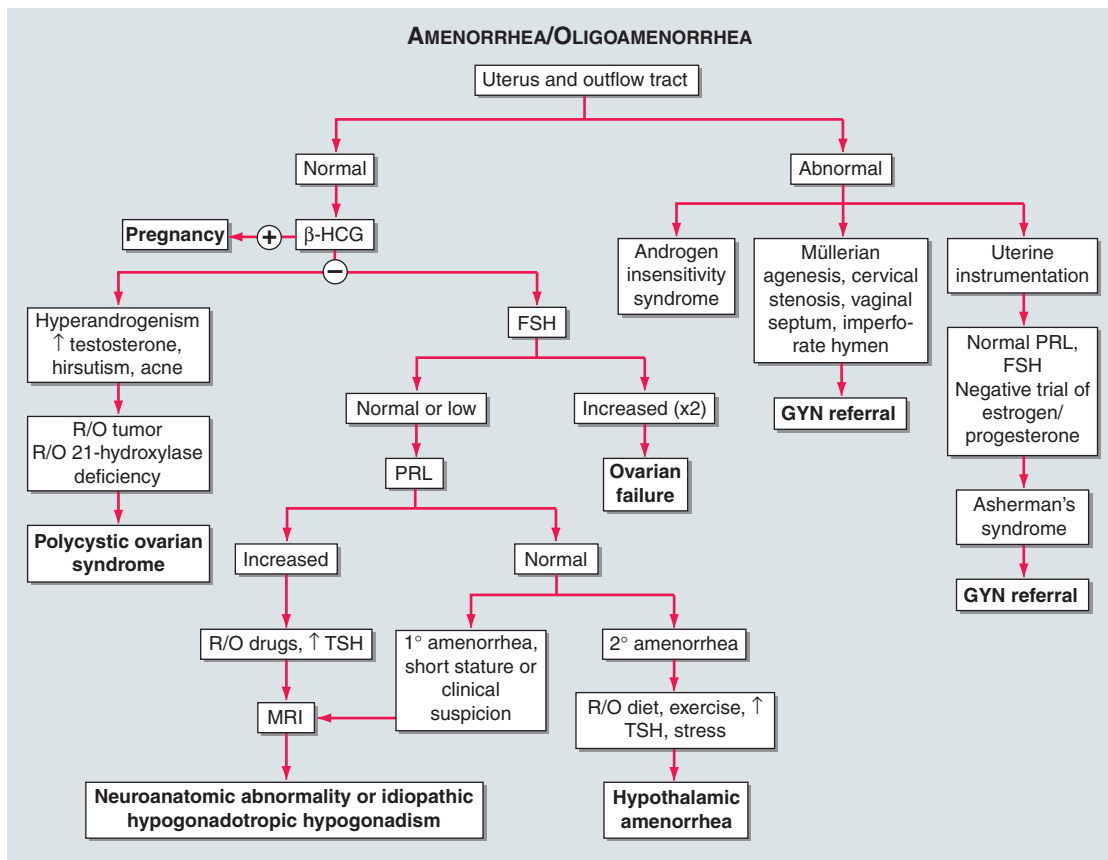 AMENORRHEA/OLIGOAMENORRHEA
Uterus and outflow tract
Normal
Abnormal
Pregnancy
+
β-HCG
−
Androgen
insensitivity
syndrome
Müllerian
agenesis, cervical
stenosis, vaginal
septum, imperfo-
rate hymen
Uterine
instrumentation
Hyperandrogenism
↑ testosterone,
hirsutism, acne
FSH
Normal PRL,
FSH
Negative trial of
estrogen/
progesterone
Normal or low
Increased (x2)
GYN referral
R/O tumor
R/O 21-hydroxylase
deficiency
PRL
Ovarian
failure
Asherman's
syndrome
Polycystic ovarian
syndrome
Increased
Normal
GYN referral
R/O drugs, ↑ TSH
1° amenorrhea,
short stature or
clinical
suspicion
2° amenorrhea
MRI
R/O diet, exercise, ↑
TSH, stress
Neuroanatomic abnormality or idiopathic
hypogonadotropic hypogonadism
Hypothalamic
amenorrhea